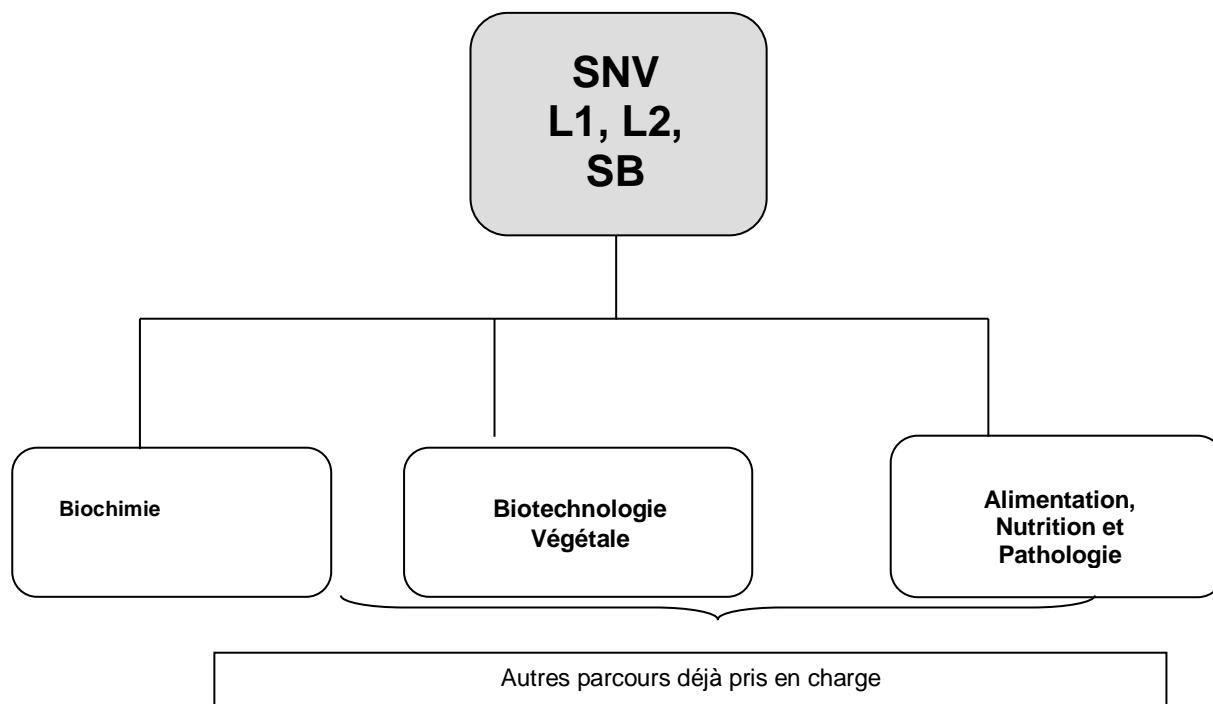 SNV
L1, L2,
SB
Biochimie
Biotechnologie
Végétale
Alimentation,
Nutrition et
Pathologie
Autres parcours déjà pris en charge